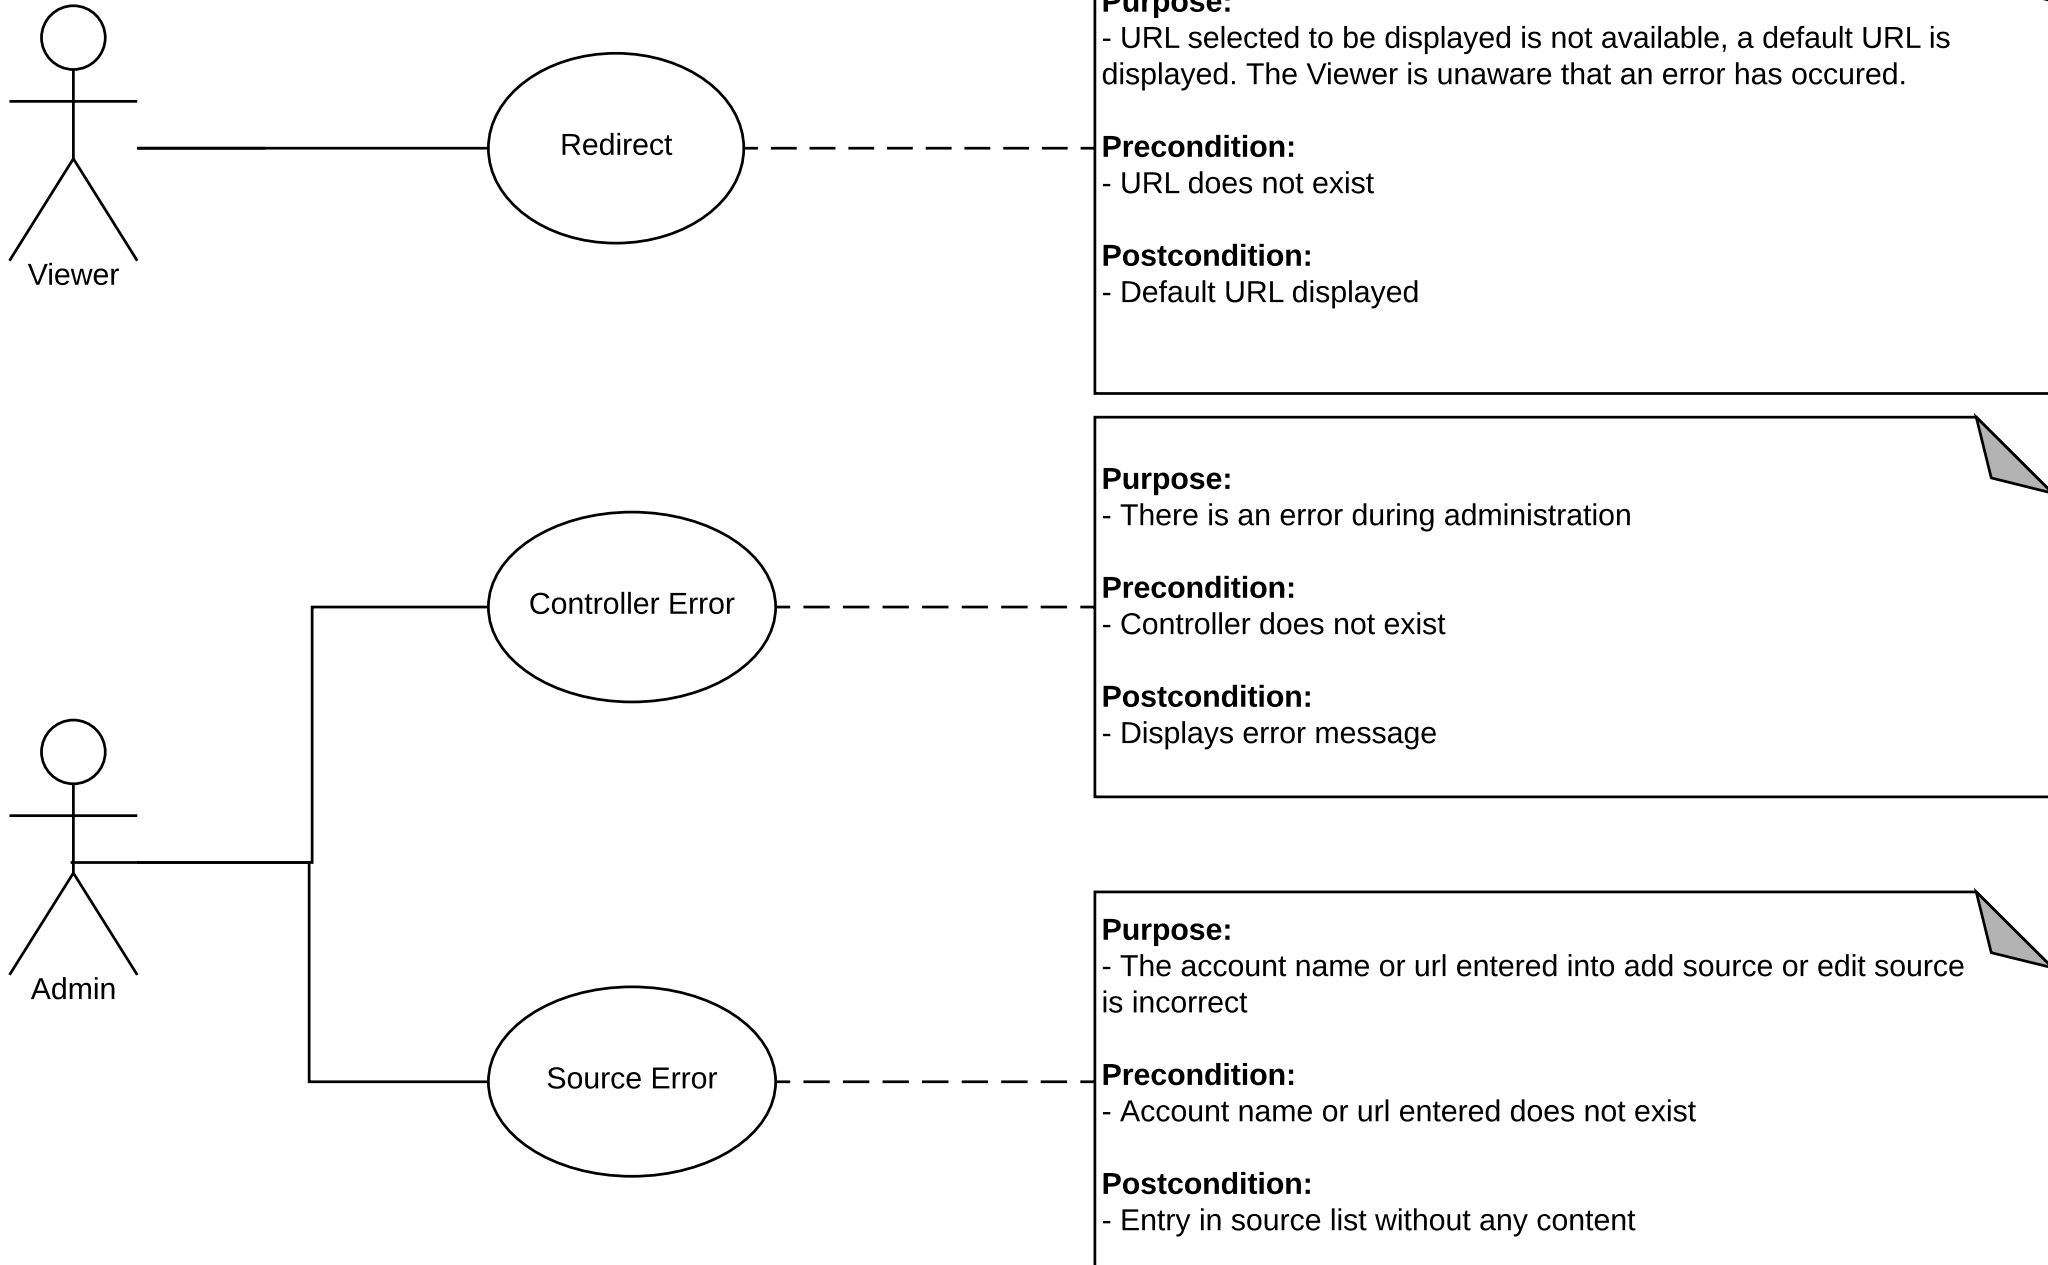 Purpose:
- URL selected to be displayed is not available, a default URL is
displayed. The Viewer is unaware that an error has occured.
Redirect
Precondition:
- URL does not exist
Postcondition:
Viewer
- Default URL displayed
Purpose:
- There is an error during administration
Controller Error
Precondition:
- Controller does not exist
Postcondition:
- Displays error message
Admin
Purpose:
- The account name or url entered into add source or edit source
is incorrect
Source Error
Precondition:
- Account name or url entered does not exist
Postcondition:
- Entry in source list without any content